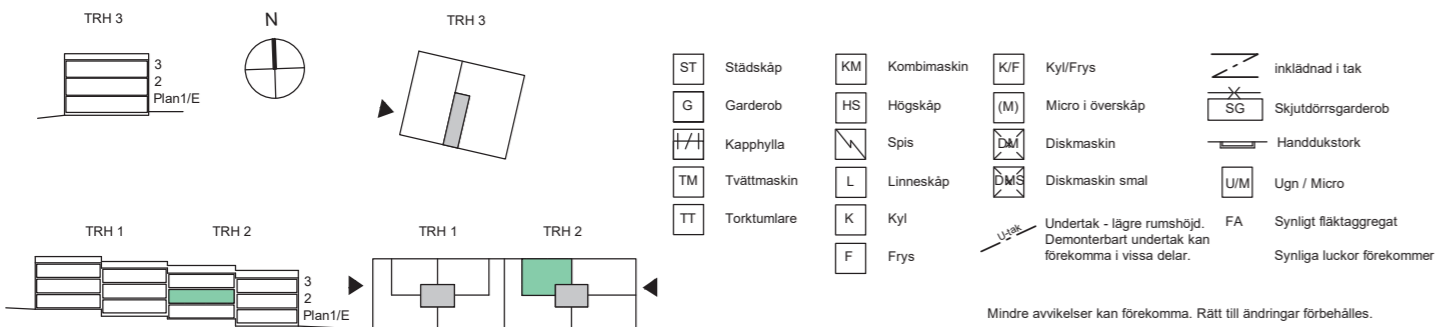 TRH 3
N
TRH 3
3
2
Plan1/E
ST Städskåp
G Garderob
Kapphylla
TM Tvättmaskin
TT Torktumlare
KM Kombimaskin
HS Högskåp
Spis
L Linneskåp
K Kyl
F Frys
K/F Kyl/Frys
(M) Micro i överskåp
DM Diskmaskin
DMS Diskmaskin smal
U-tak
Undertak - lägre rumshöjd.
Demonterbart undertak kan
förekomma i vissa delar.
inklädnad i tak
SG Skjutdörrsgarderob
Handdukstork
U/M Ugn / Micro
FA Synligt fläktaggregat
Synliga luckor förekommer
TRH 1
TRH 2
3
2
Plan1/E
TRH 1
TRH 2
Mindre avvikelser kan förekomma. Rätt till ändringar förbehålles.